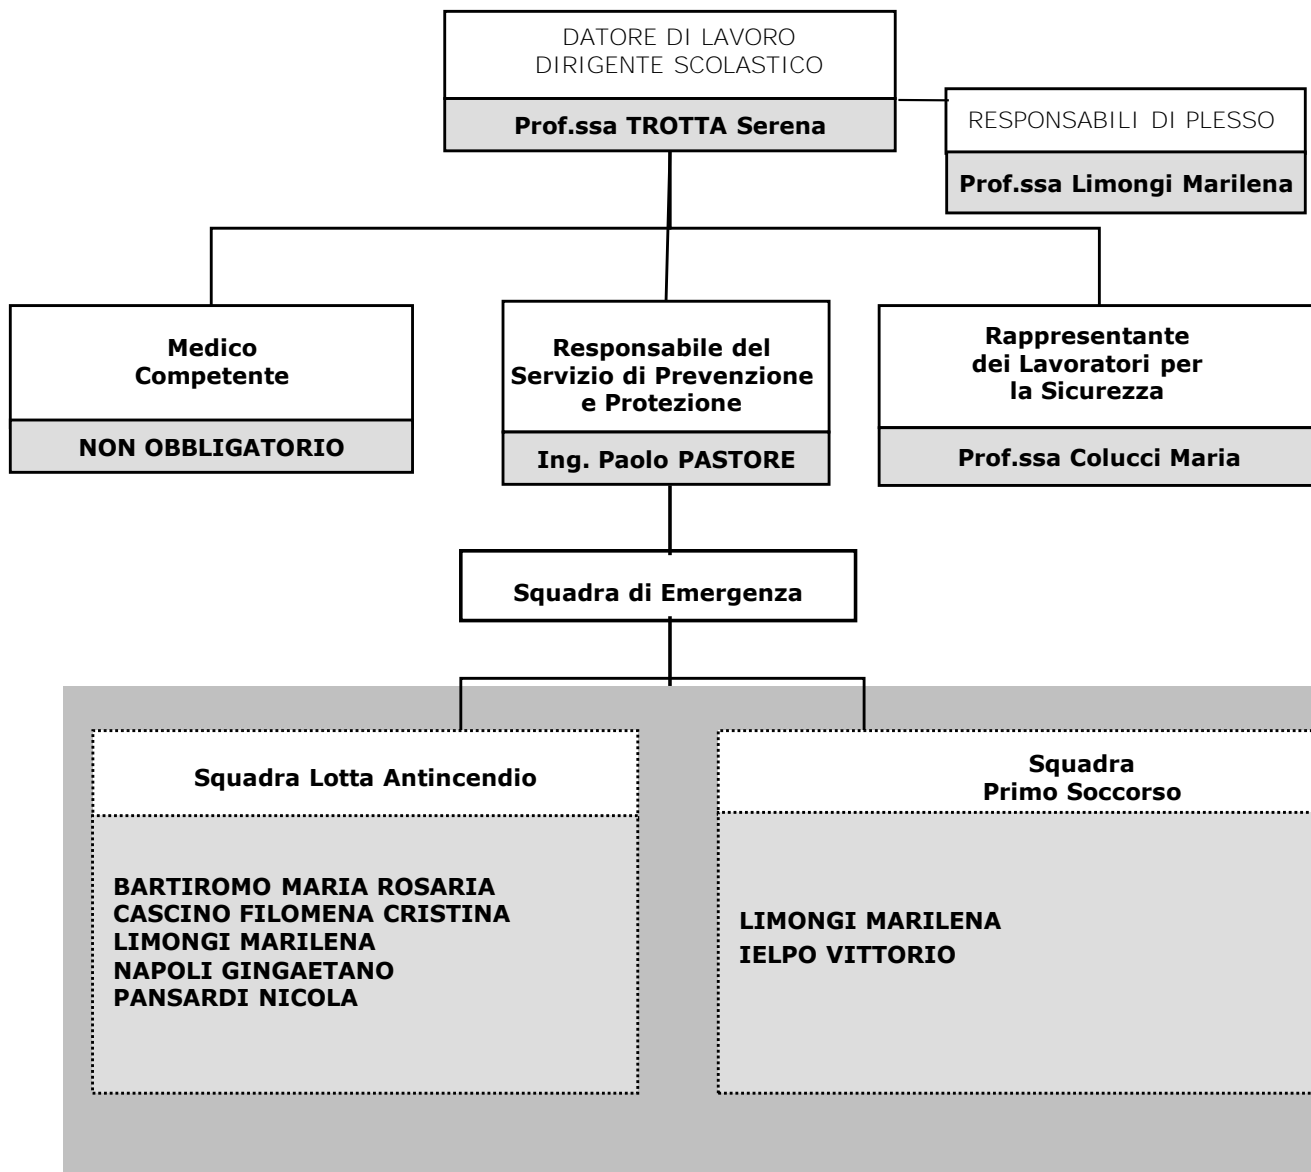 DATORE DI LAVORO
DIRIGENTE SCOLASTICO
Prof.ssa TROTTA Serena
RESPONSABILI DI PLESSO
Prof.ssa Limongi Marilena
Medico
Competente
NON OBBLIGATORIO
Responsabile del
Servizio di Prevenzione
e Protezione
Ing. Paolo PASTORE
Rappresentante
dei Lavoratori per
la Sicurezza
Prof.ssa Colucci Maria
Squadra di Emergenza
Squadra Lotta Antincendio
BARTIROMO MARIA ROSARIA
CASCINO FILOMENA CRISTINA
LIMONGI MARILENA
NAPOLI GINGAETANO
PANSARDI NICOLA
Squadra
Primo Soccorso
LIMONGI MARILENA
IELPO VITTORIO